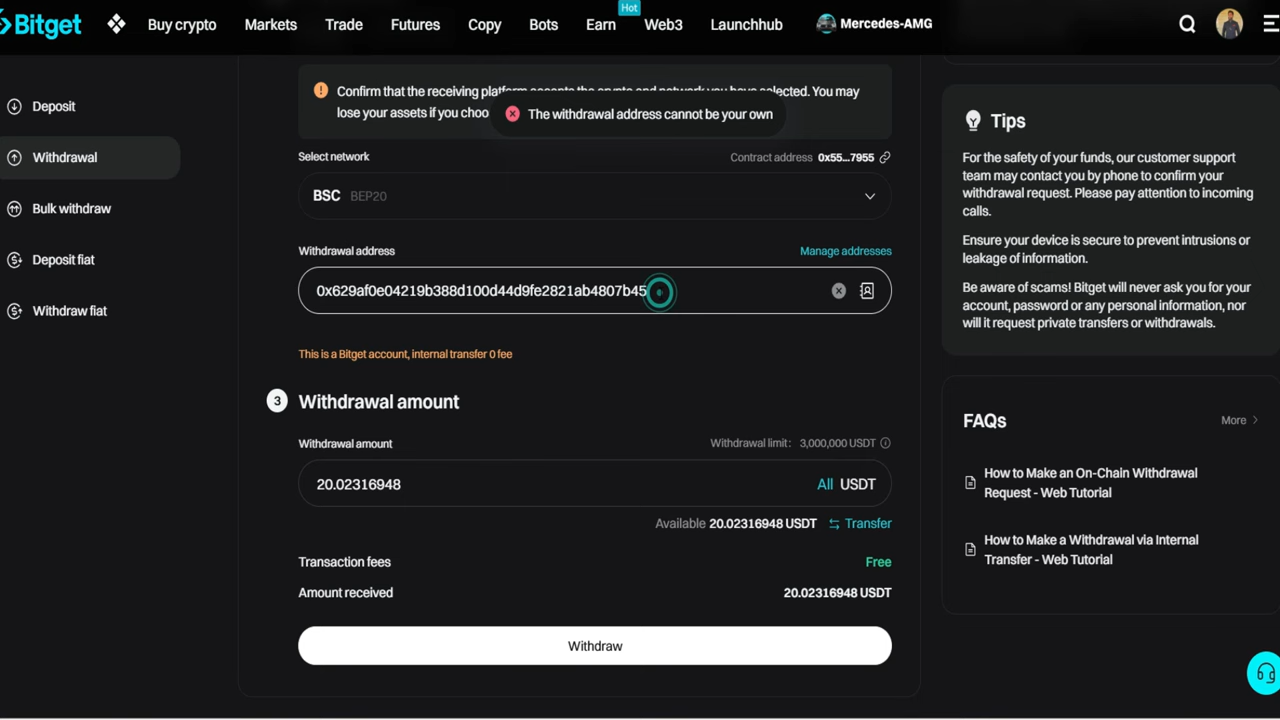 Bitget
Buy crypto
Markets
Trade
Futures
Copy
Bots
Earn
Hot
Web3
Launchhub
Mercedes-AMG
Deposit
Withdrawal
Bulk withdraw
Deposit fiat
Withdraw fiat
Confirm that the receiving platform accepts the crypto and network you have selected. You may
lose your assets if you choo
The withdrawal address cannot be your own
Select network
Contract address 0x55...7955
BSC BEP20
Withdrawal address
Manage addresses
0x629af0e04219b388d100d44d9fe2821ab4807b45
This is a Bitget account, internal transfer 0 fee
3 Withdrawal amount
Withdrawal amount
Withdrawal limit: 3,000,000 USDT
20.02316948
All USDT
Available 20.02316948 USDT Transfer
Transaction fees
Free
Amount received
20.02316948 USDT
Withdraw
Tips
For the safety of your funds, our customer support
team may contact you by phone to confirm your
withdrawal request. Please pay attention to incoming
calls.
Ensure your device is secure to prevent intrusions or
leakage of information.
Be aware of scams! Bitget will never ask you for your
account, password or any personal information, nor
will it request private transfers or withdrawals.
FAQs
More
How to Make an On-Chain Withdrawal
Request - Web Tutorial
How to Make a Withdrawal via Internal
Transfer - Web Tutorial